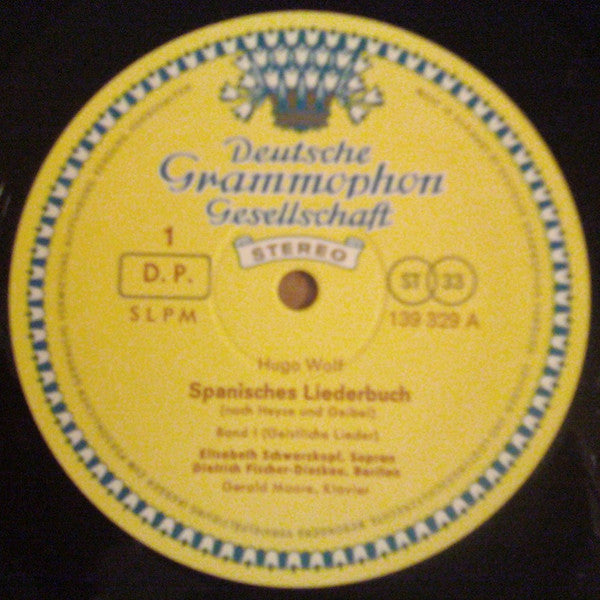 Deutsche
Grammophon
Gesellschaft
STEREO
1
D. P.
SLPM
ST 33
139 329 A
Hugo Wolf
Spanisches Liederbuch
(nach Heyse und Geibel)
Band I (Geistliche Lieder)
Elisabeth Schwarzkopf, Sopran
Dietrich Fischer-Dieskau, Bariton
Gerald Moore, Klavier